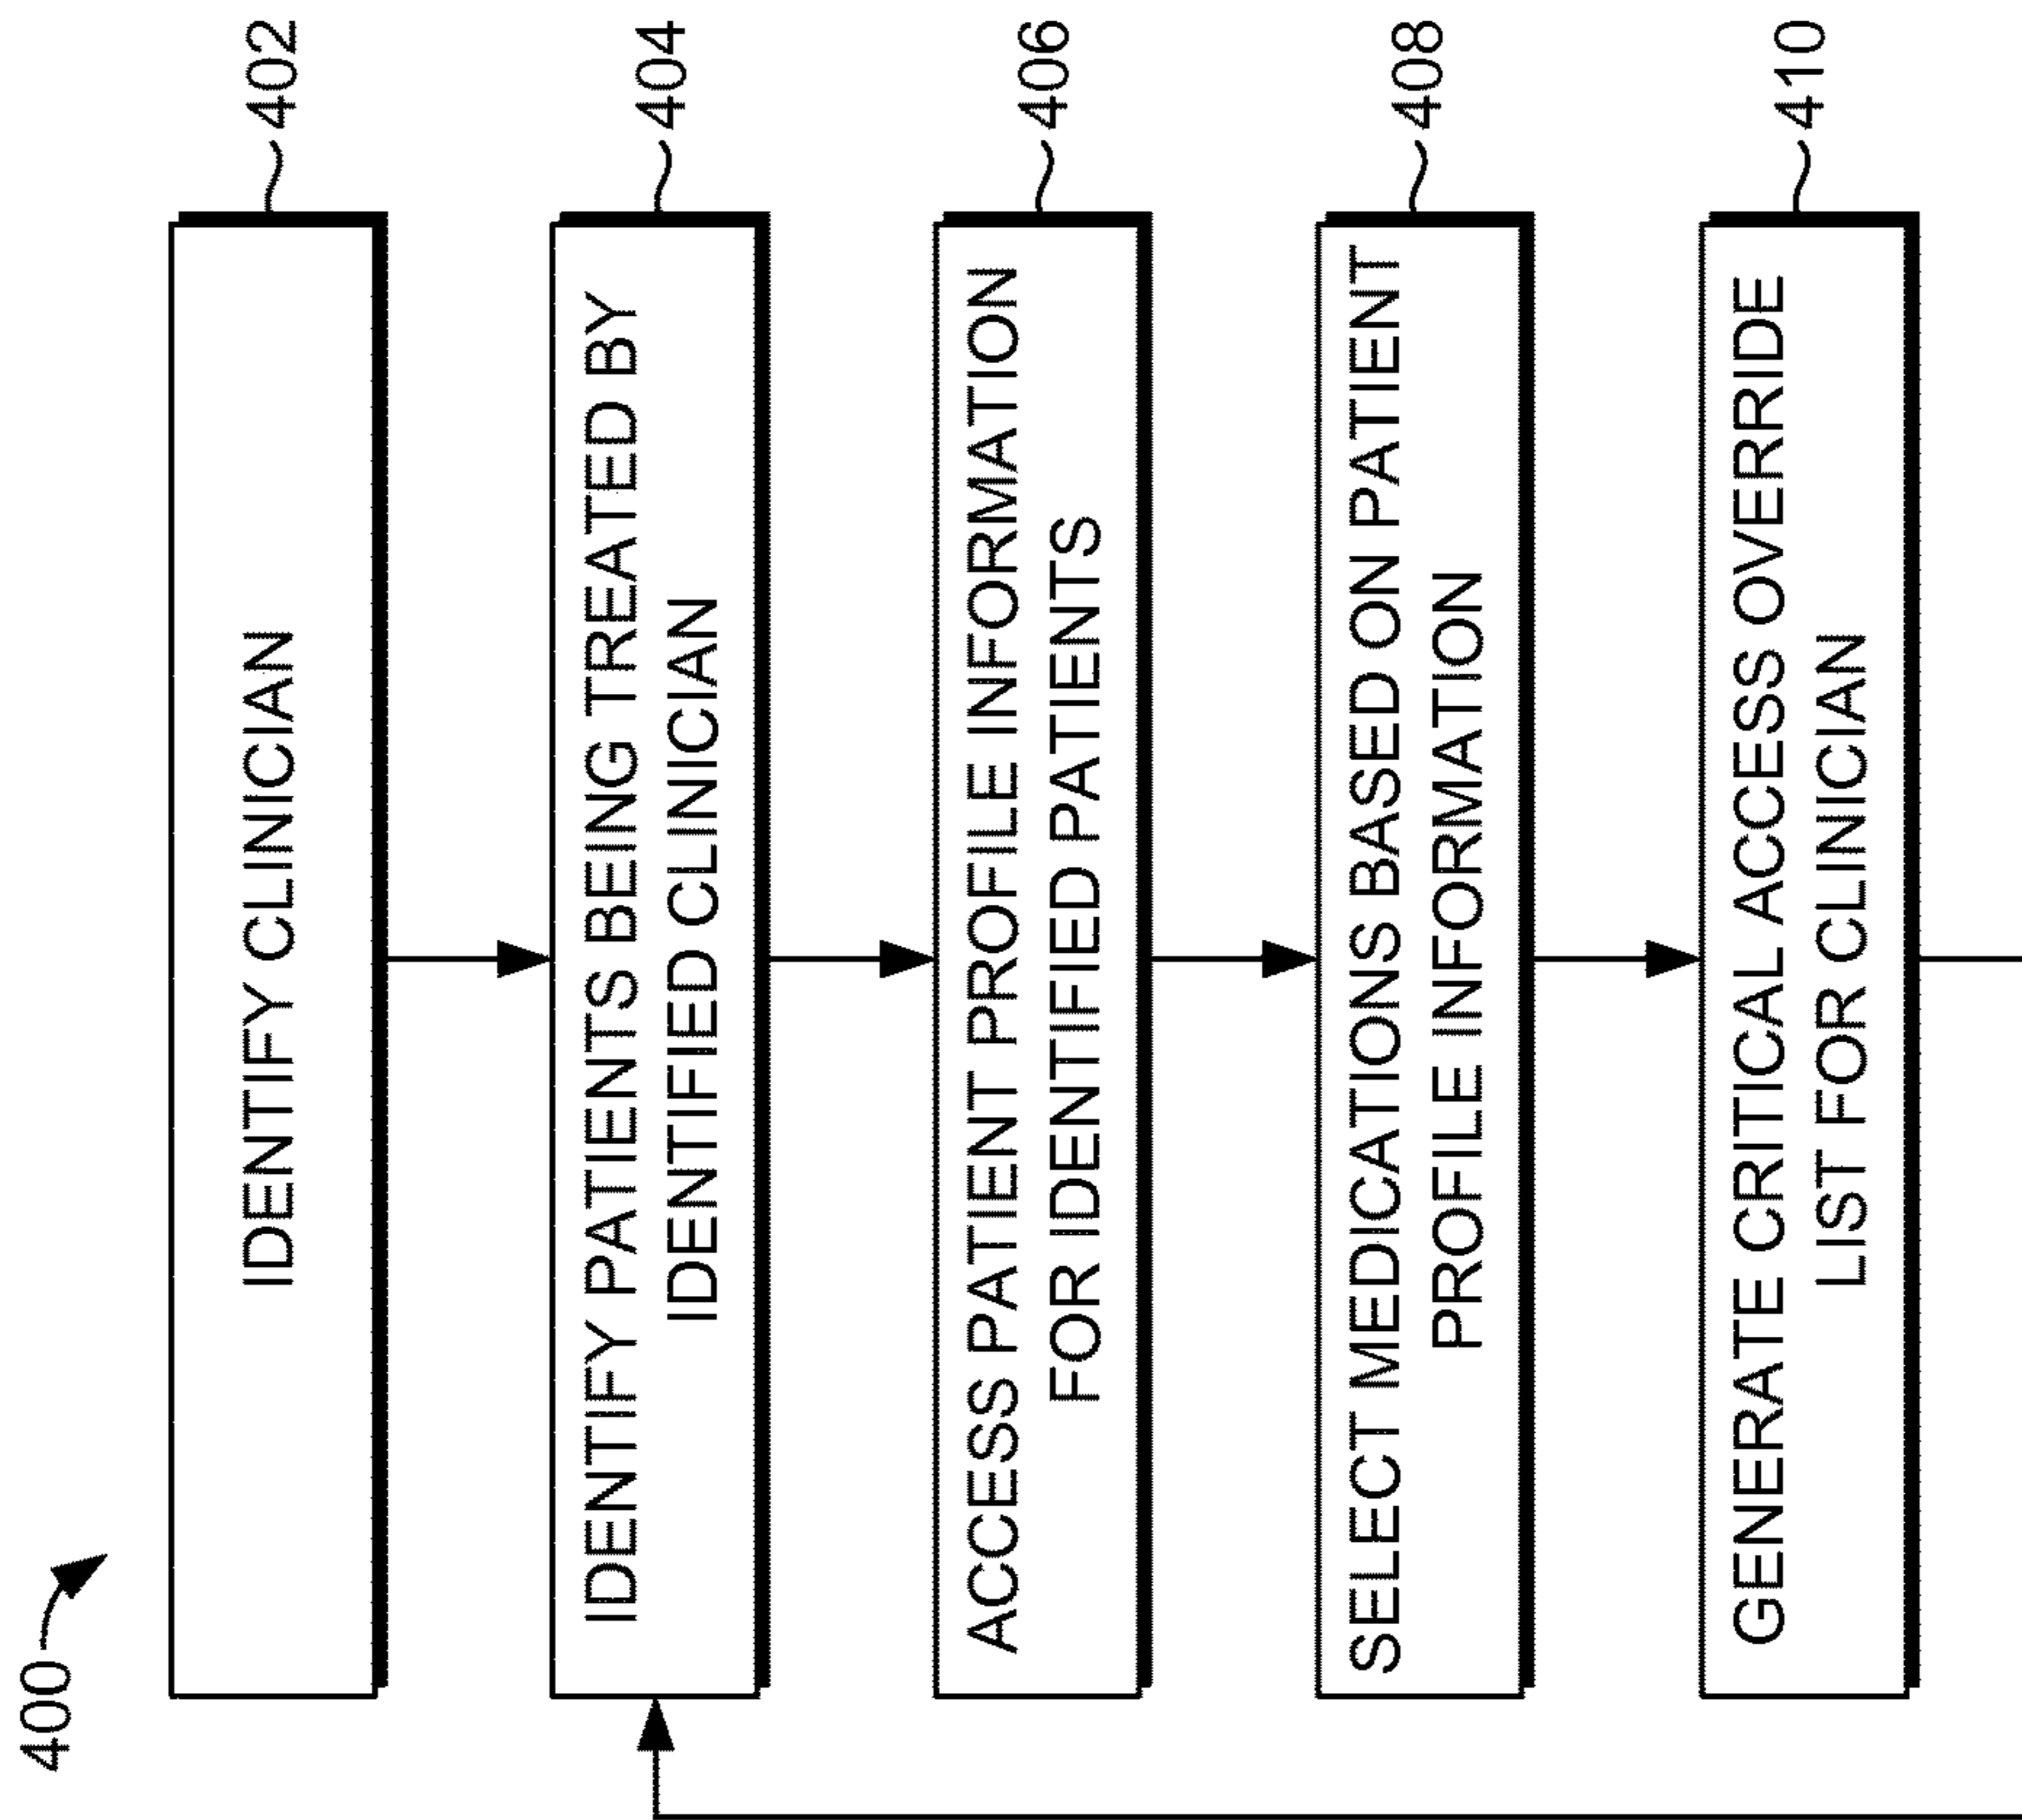 400
IDENTIFY CLINICIAN
402
IDENTIFY PATIENTS BEING TREATED BY
IDENTIFIED CLINICIAN
404
ACCESS PATIENT PROFILE INFORMATION
FOR IDENTIFIED PATIENTS
406
SELECT MEDICATIONS BASED ON PATIENT
PROFILE INFORMATION
408
GENERATE CRITICAL ACCESS OVERRIDE
LIST FOR CLINICIAN
410